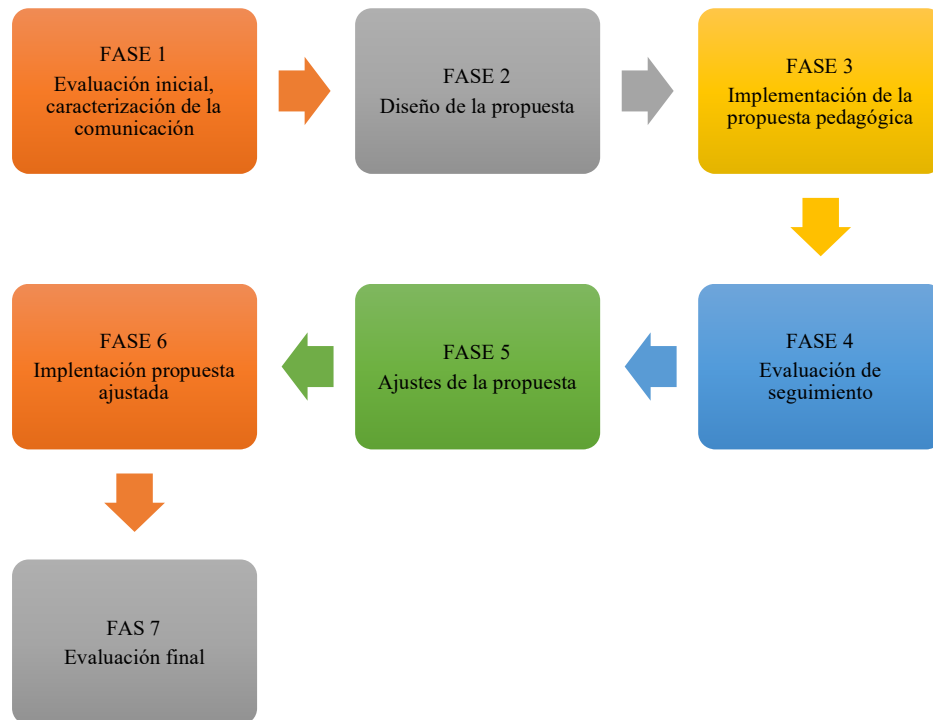 FASE 1
Evaluación inicial,
caracterización de la
comunicación
FASE 2
Diseño de la propuesta
FASE 3
Implementación de la
propuesta pedagógica
FASE 4
Evaluación de
seguimiento
FASE 5
Ajustes de la propuesta
FASE 6
Implentación propuesta
ajustada
FAS 7
Evaluación final